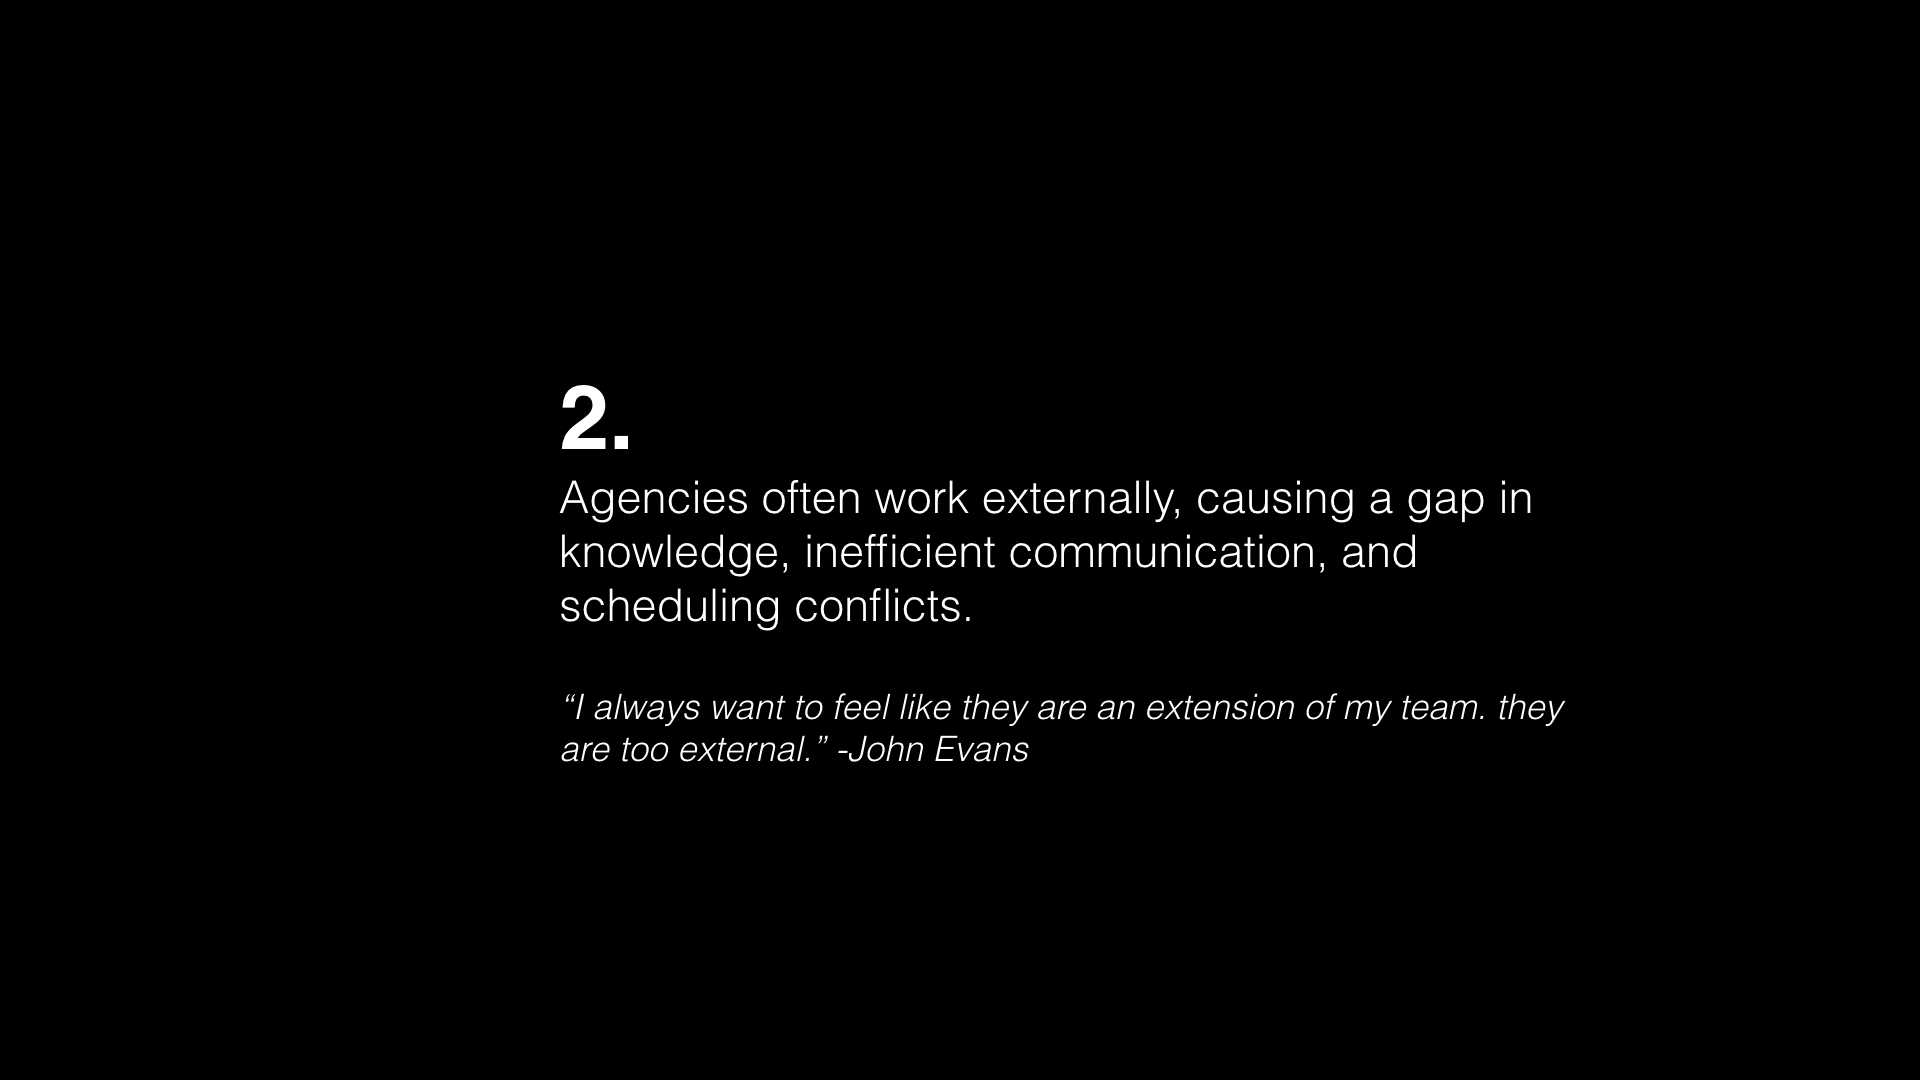 2.
Agencies often work externally, causing a gap in
knowledge, inefficient communication, and
scheduling conflicts.
“I always want to feel like they are an extension of my team. they
are too external.” -John Evans